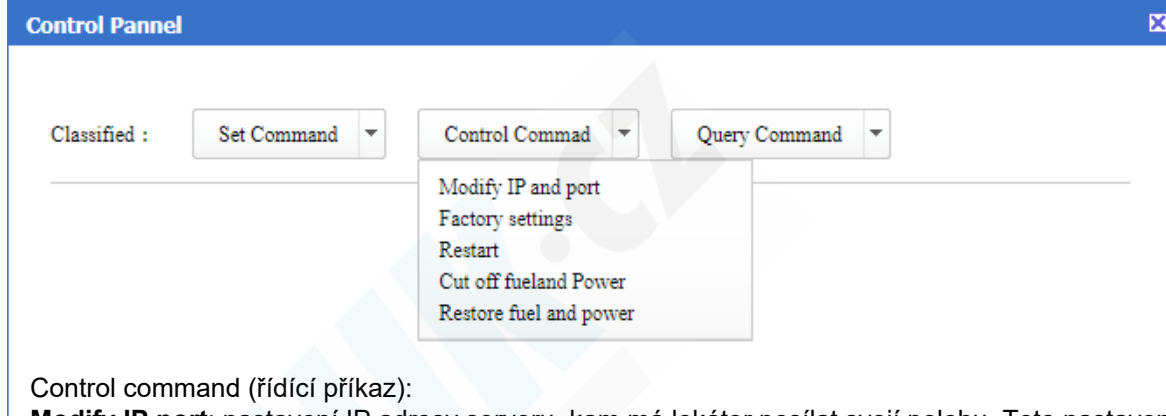 Control Pannel
Classified : Set Command Control Commad Query Command
Modify IP and port
Factory settings
Restart
Cut off fueland Power
Restore fuel and power
.cz
Control command (řídící příkaz):